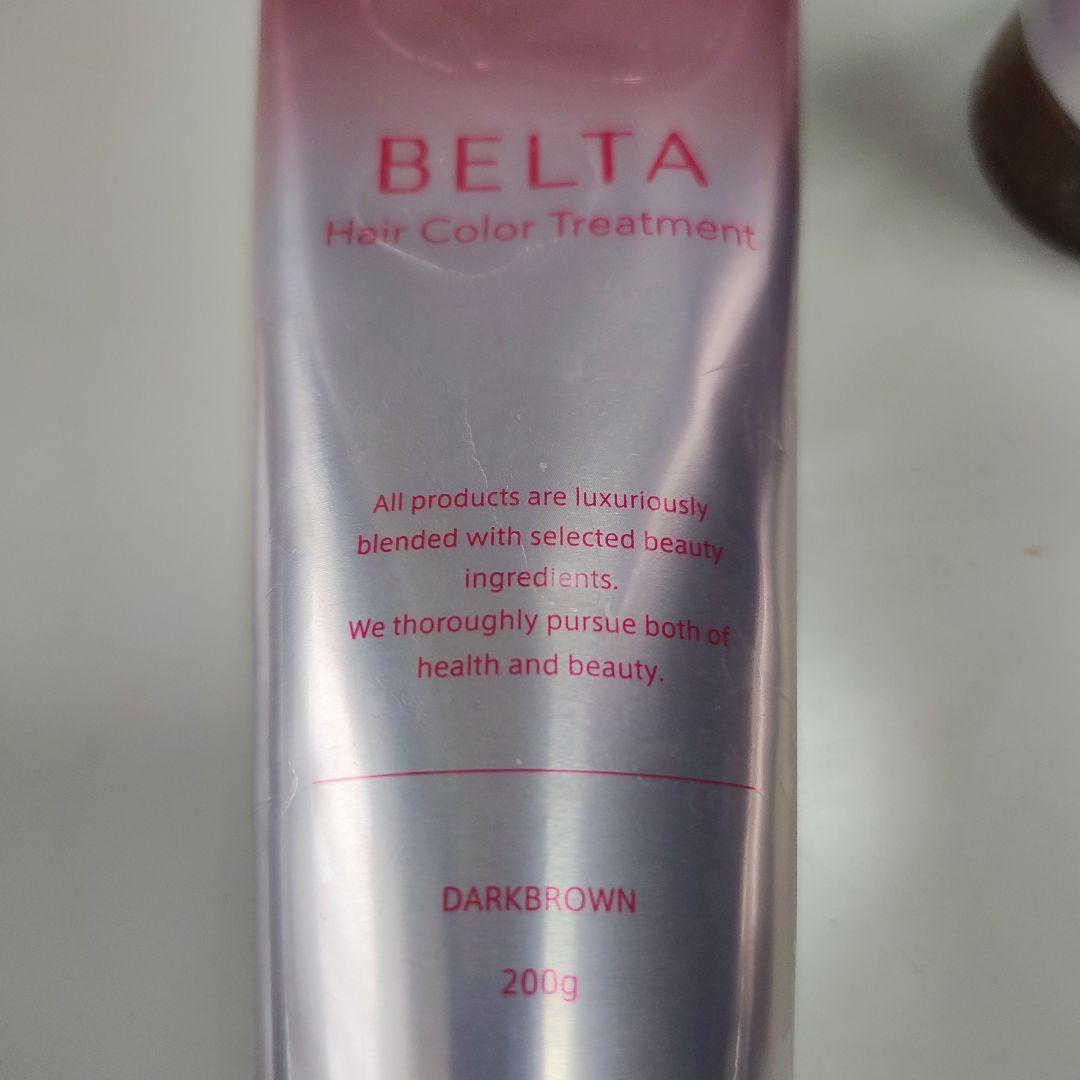 BELTA
Hair Color Treatment
All products are luxuriously
blended with selected beauty
ingredients.
We thoroughly pursue both of
health and beauty.
DARKBROWN
200g